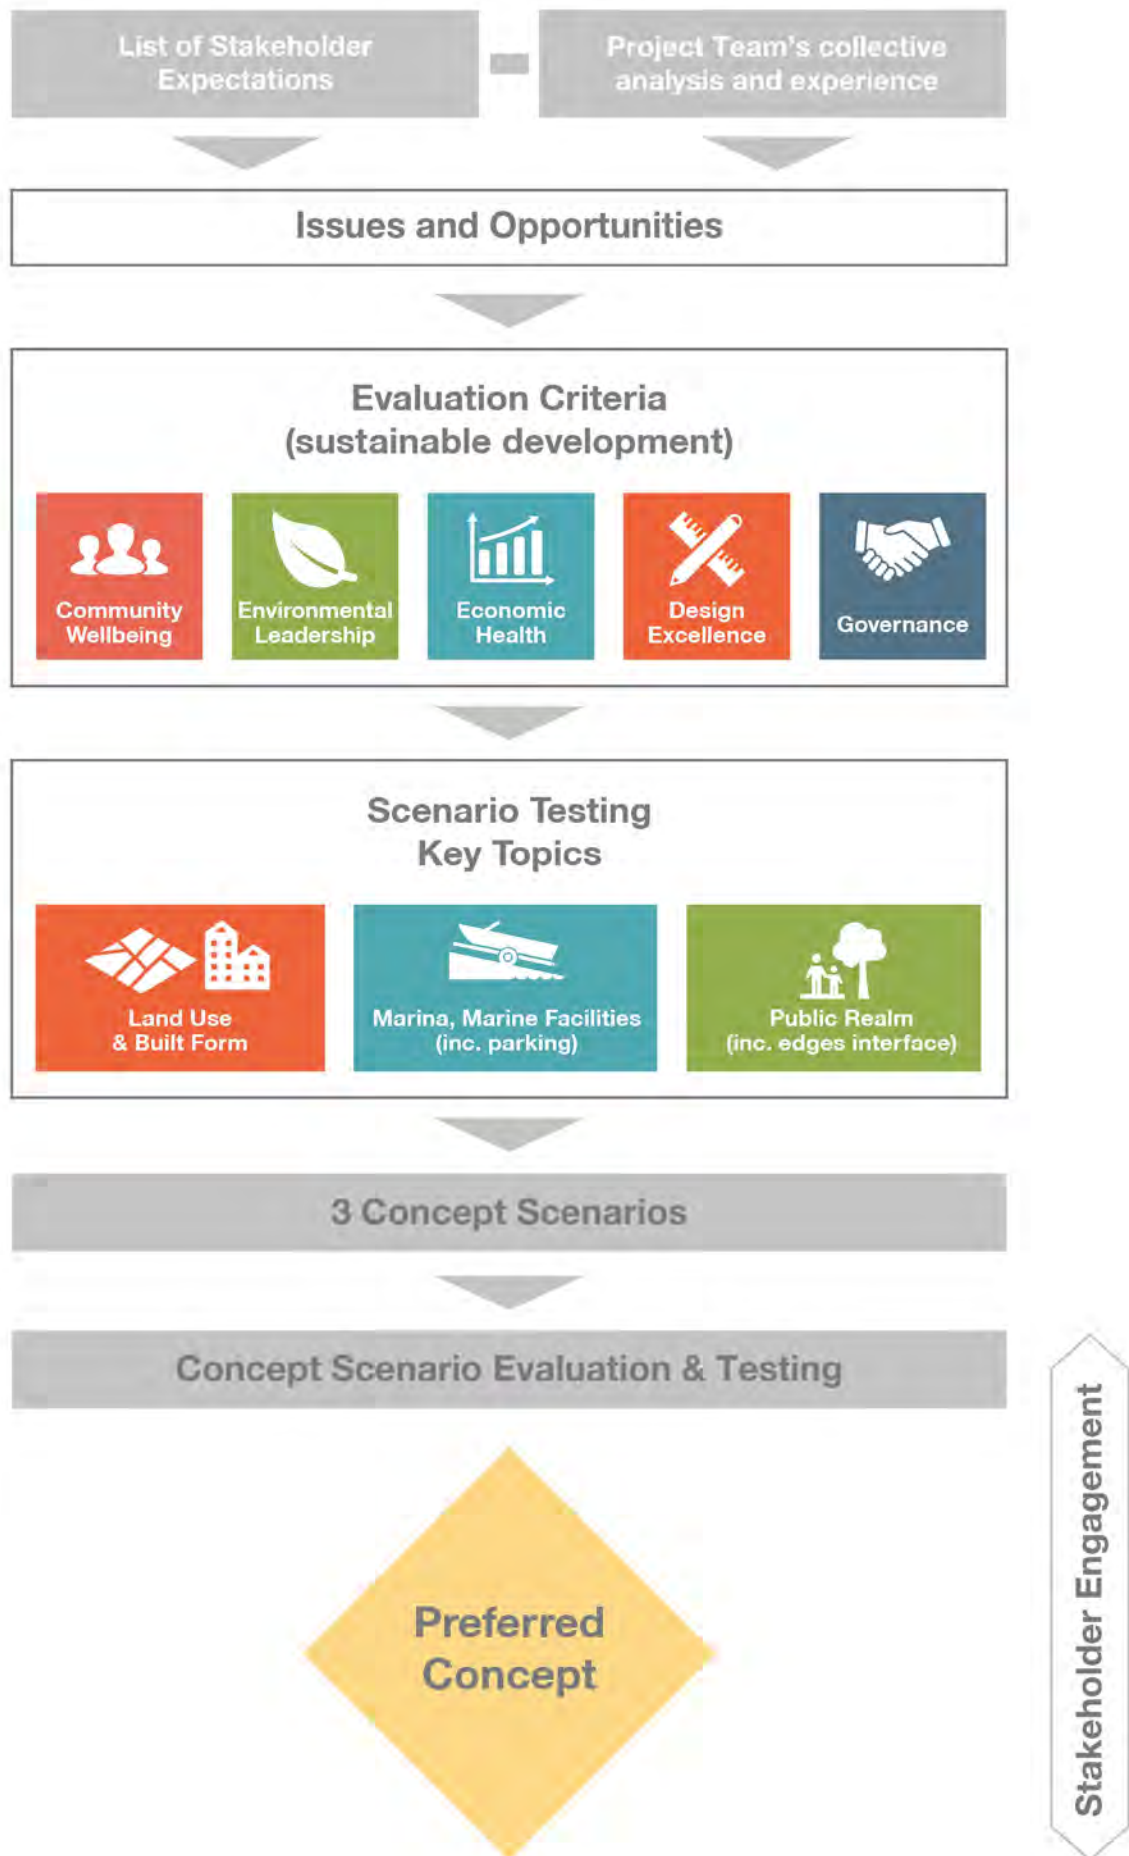 List of Stakeholder
Expectations
Project Team's collective
analysis and experience
Issues and Opportunities
Evaluation Criteria
(sustainable development)
Community
Wellbeing
Environmental
Leadership
Economic
Health
Design
Excellence
Governance
Scenario Testing
Key Topics
Land Use
& Built Form
Marina, Marine Facilities
(inc. parking)
Public Realm
(inc. edges interface)
3 Concept Scenarios
Concept Scenario Evaluation & Testing
Preferred
Concept
Stakeholder Engagement